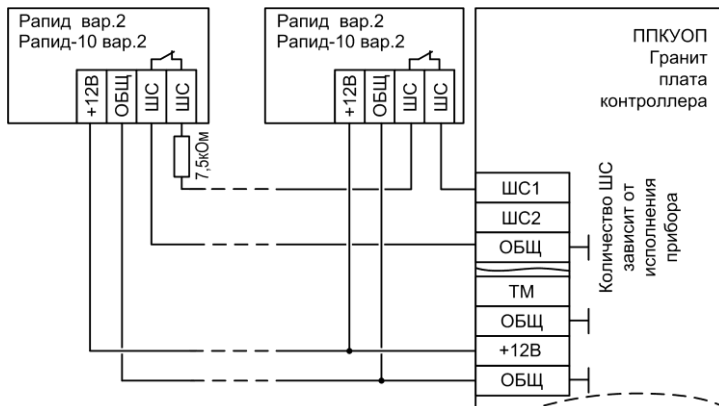 Рапид вар.2
Рапид-10 вар.2
+12В
ОБЩ
ШС
ШС
7,5кОм
Рапид вар.2
Рапид-10 вар.2
+12В
ОБЩ
ШС
ШС
ППКУОП
Гранит
плата
контроллера
ШС1
ШС2
ОБЩ
ТМ
ОБЩ
+12В
ОБЩ
Количество ШС
зависит от
исполнения
прибора